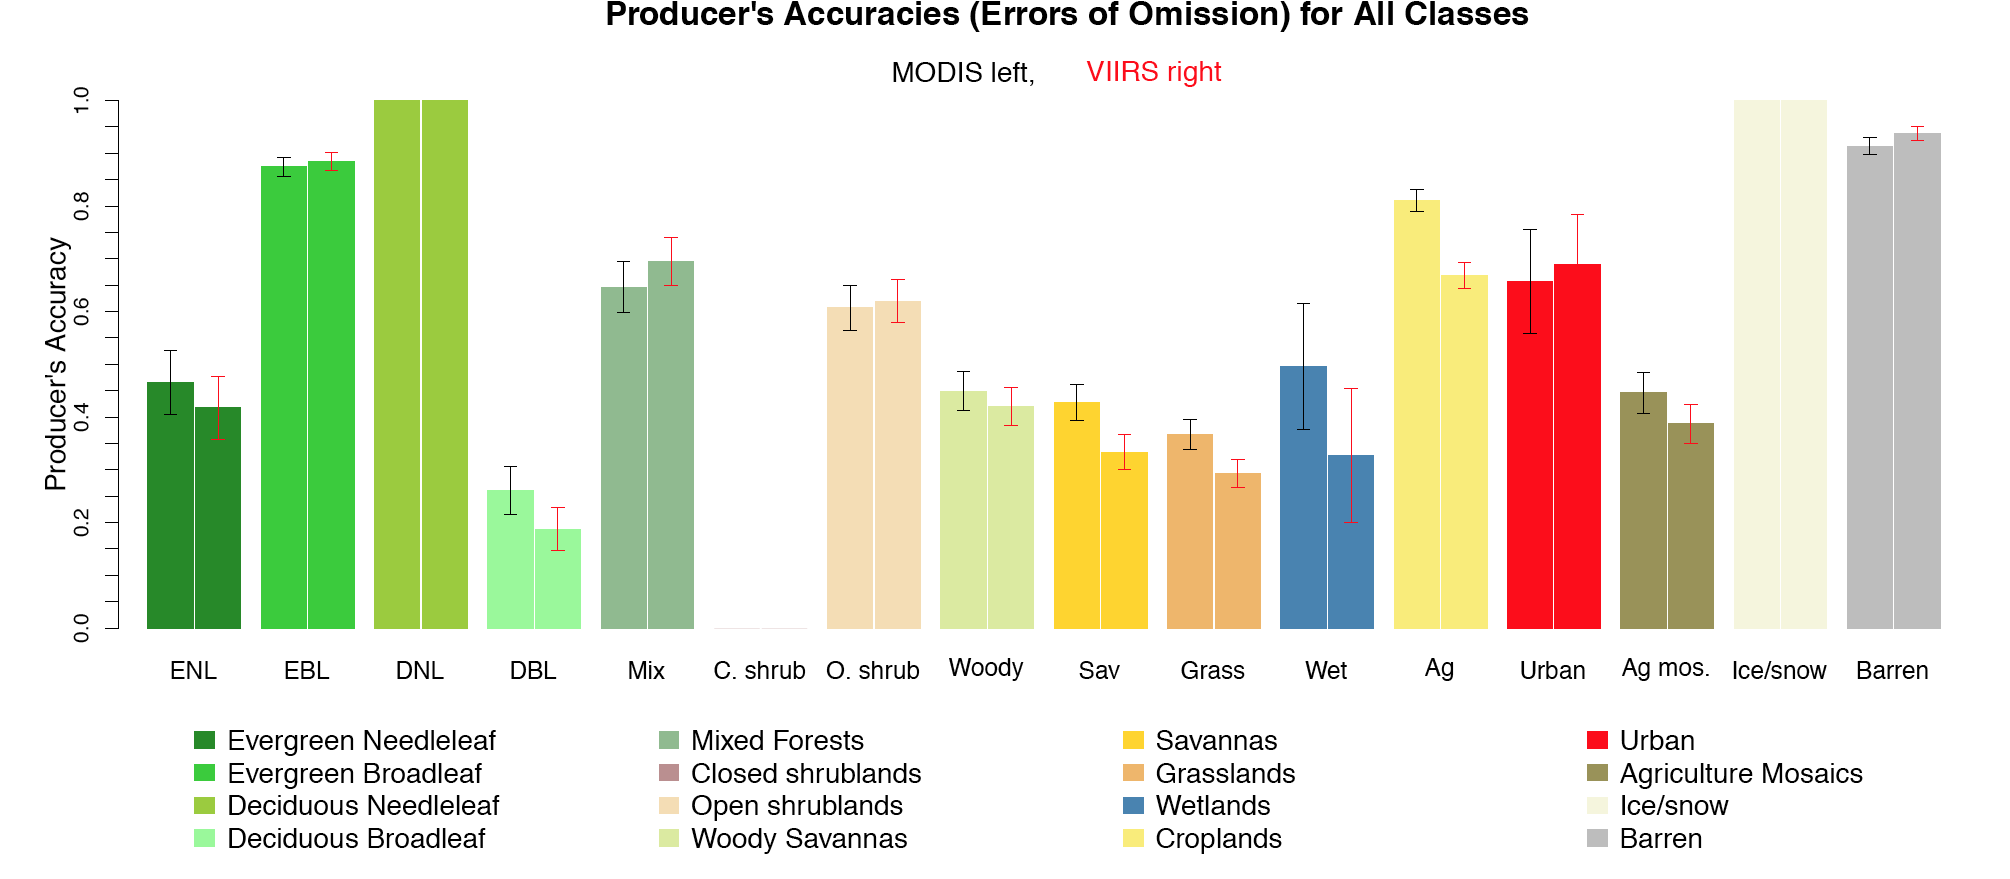 Producer's Accuracies (Errors of Omission) for All Classes
MODIS left, VIIRS right
Producer's Accuracy
1.0
0.8
0.6
0.4
0.2
0.0
ENL EBL DNL DBL Mix C. shrub O. shrub Woody Sav Grass Wet Ag Urban Ag mos. Ice/snow Barren
Evergreen Needleleaf
Evergreen Broadleaf
Deciduous Needleleaf
Deciduous Broadleaf
Mixed Forests
Closed shrublands
Open shrublands
Woody Savannas
Savannas
Grasslands
Wetlands
Croplands
Urban
Agriculture Mosaics
Ice/snow
Barren